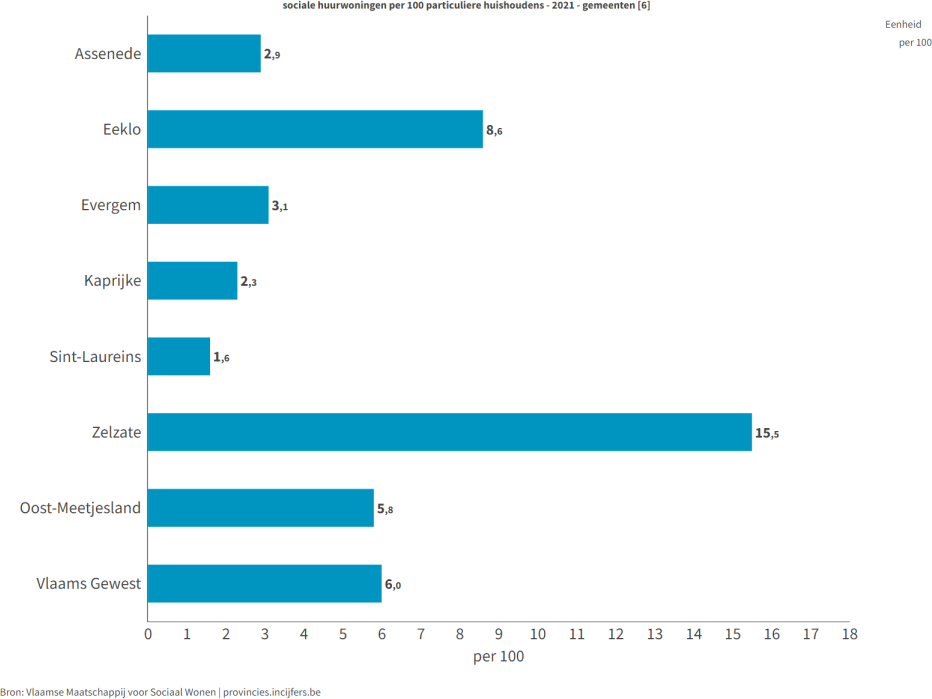 sociale huurwoningen per 100 particuliere huishoudens - 2021 - gemeenten [6]
Eenheid
per 100
Assenede 2,9
Eeklo 8,6
Evergem 3,1
Kaprijke 2,3
Sint-Laureins 1,6
Zelzate 15,5
Oost-Meetjesland 5,8
Vlaams Gewest 6,0
0 1 2 3 4 5 6 7 8 9 10 11 12 13 14 15 16 17 18
per 100
Bron: Vlaamse Maatschappij voor Sociaal Wonen | provincies.incijfers.be